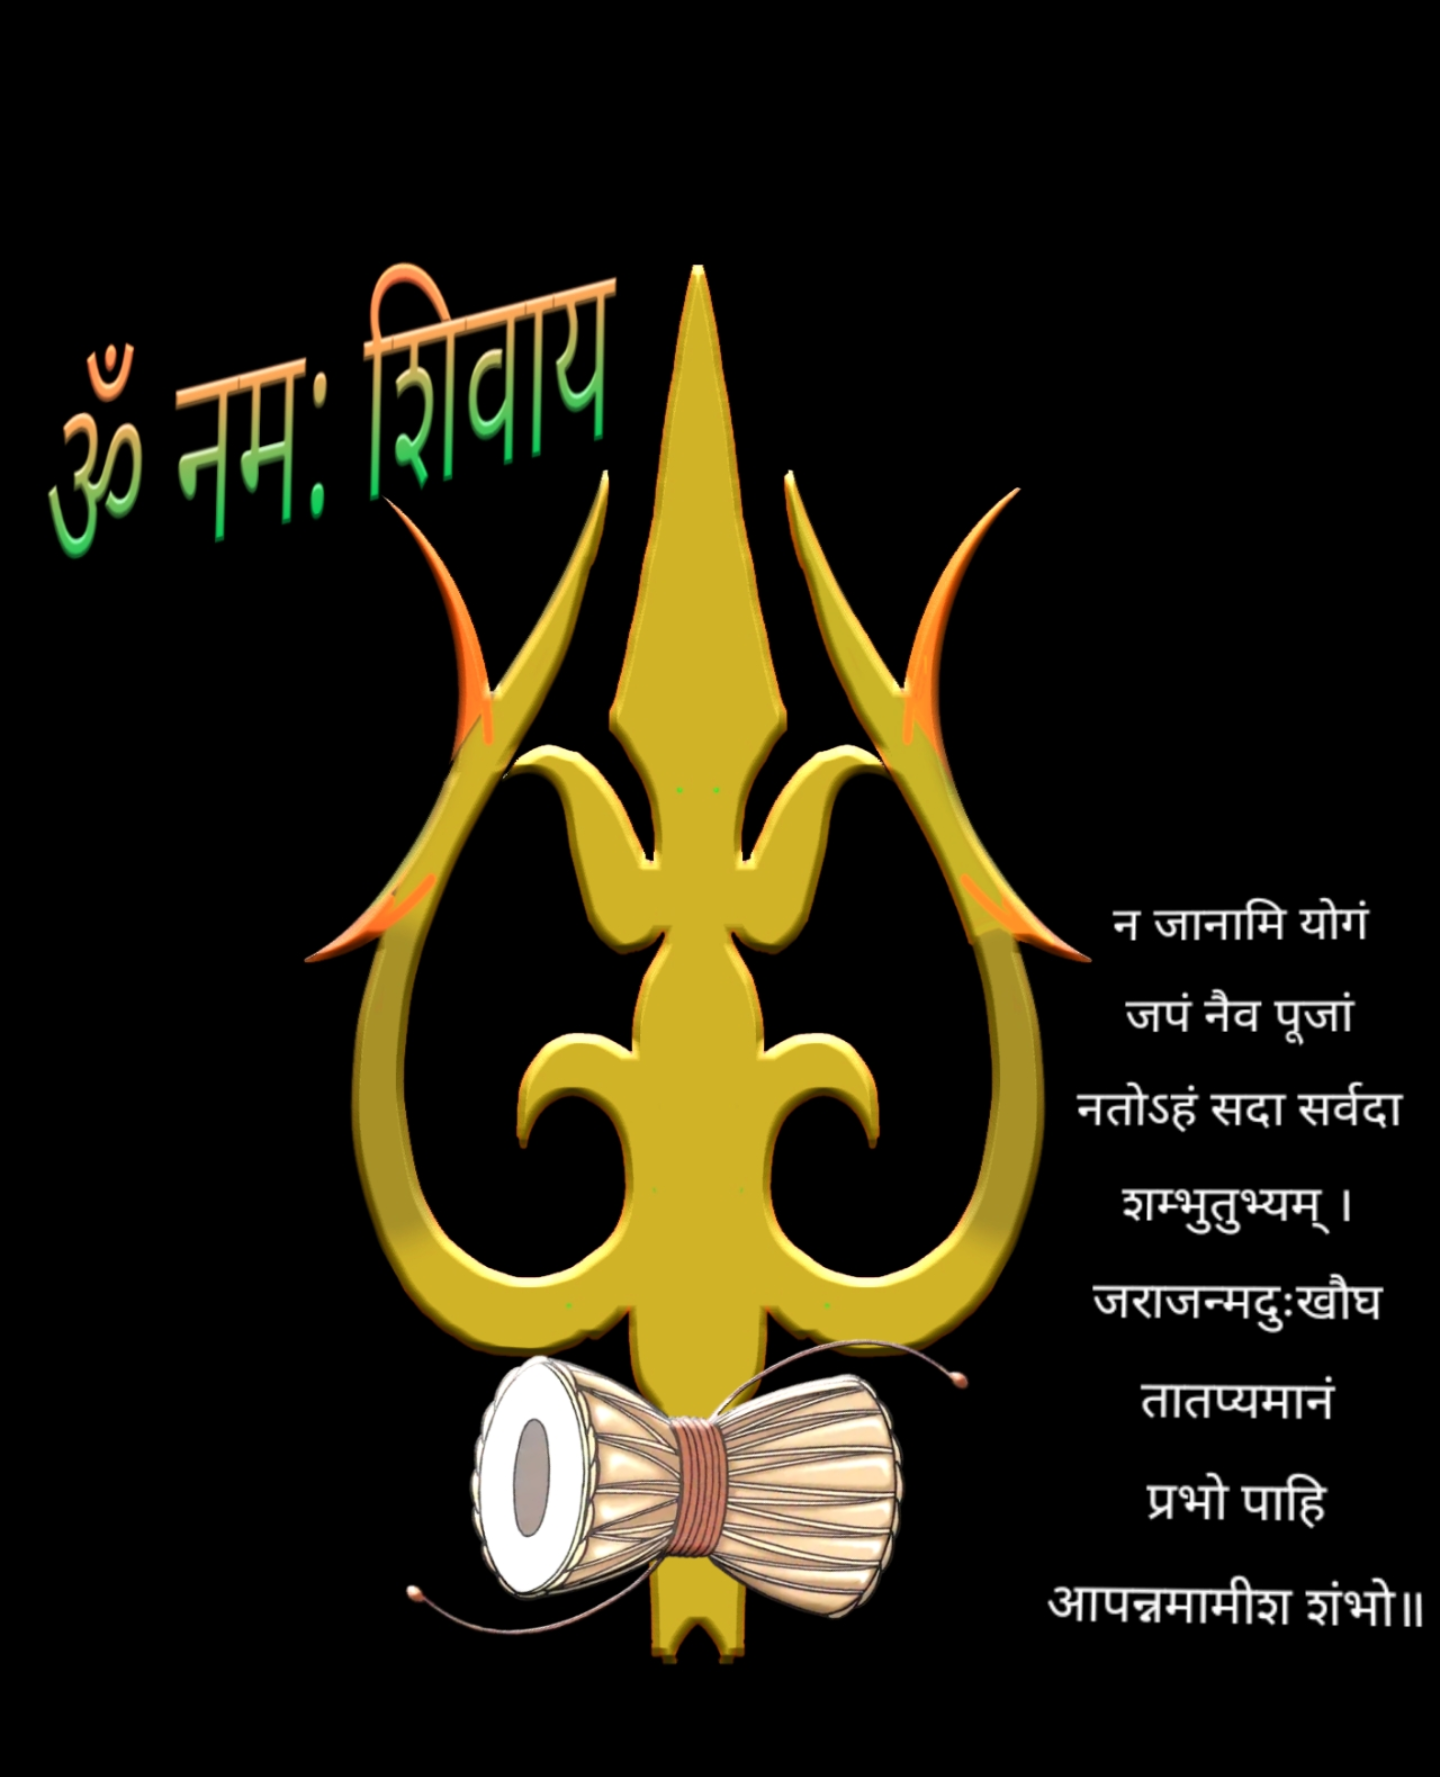 ॐ नमः शिवाय
न जानामि योगं
जपं नैव पूजां
नतोऽहं सदा सर्वदा
शम्भुतुभ्यम् ।
जराजन्मदुःखौघ
तातप्यमानं
प्रभो पाहि
आपन्नमामीश शंभो॥